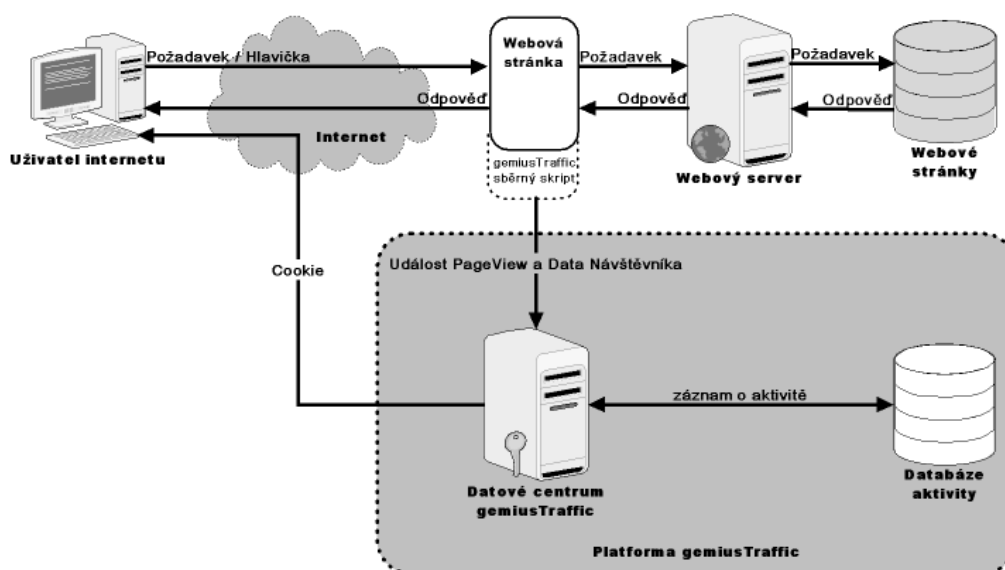 Webová
stránka
Požadavek / Hlavička
Požadavek
Požadavek
Odpověď
Odpověď
Odpověď
Internet
Uživatel internetu
gemiusTraffic
sběrný skript
Webový server
Webové
stránky
Cookie
Událost PageView a Data Návštěvníka
záznam o aktivitě
Datové centrum
gemiusTraffic
Databáze
aktivity
Platforma gemiusTraffic